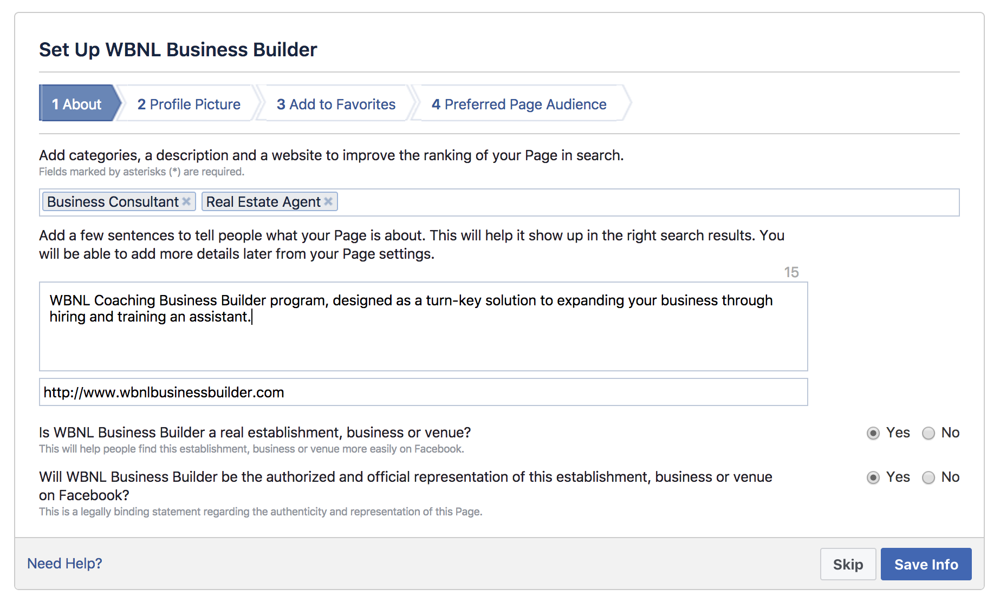 Set Up WBNL Business Builder
1 About
2 Profile Picture
3 Add to Favorites
4 Preferred Page Audience
Add categories, a description and a website to improve the ranking of your Page in search.
Fields marked by asterisks (*) are required.
Business Consultant × Real Estate Agent ×
Add a few sentences to tell people what your Page is about. This will help it show up in the right search results. You
will be able to add more details later from your Page settings.
15
WBNL Coaching Business Builder program, designed as a turn-key solution to expanding your business through
hiring and training an assistant.
http://www.wbnlbusinessbuilder.com
Is WBNL Business Builder a real establishment, business or venue?
Yes No
This will help people find this establishment, business or venue more easily on Facebook.
Will WBNL Business Builder be the authorized and official representation of this establishment, business or venue
on Facebook?
Yes No
This is a legally binding statement regarding the authenticity and representation of this Page.
Need Help?
Skip
Save Info